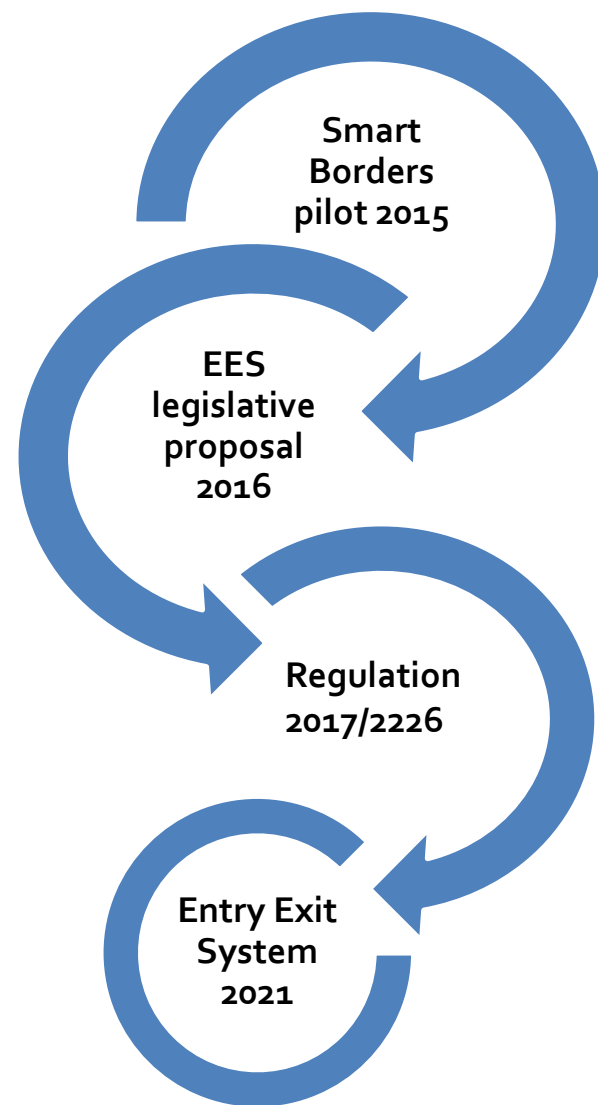 Smart
Borders
pilot 2015
EES
legislative
proposal
2016
Regulation
2017/2226
Entry Exit
System
2021